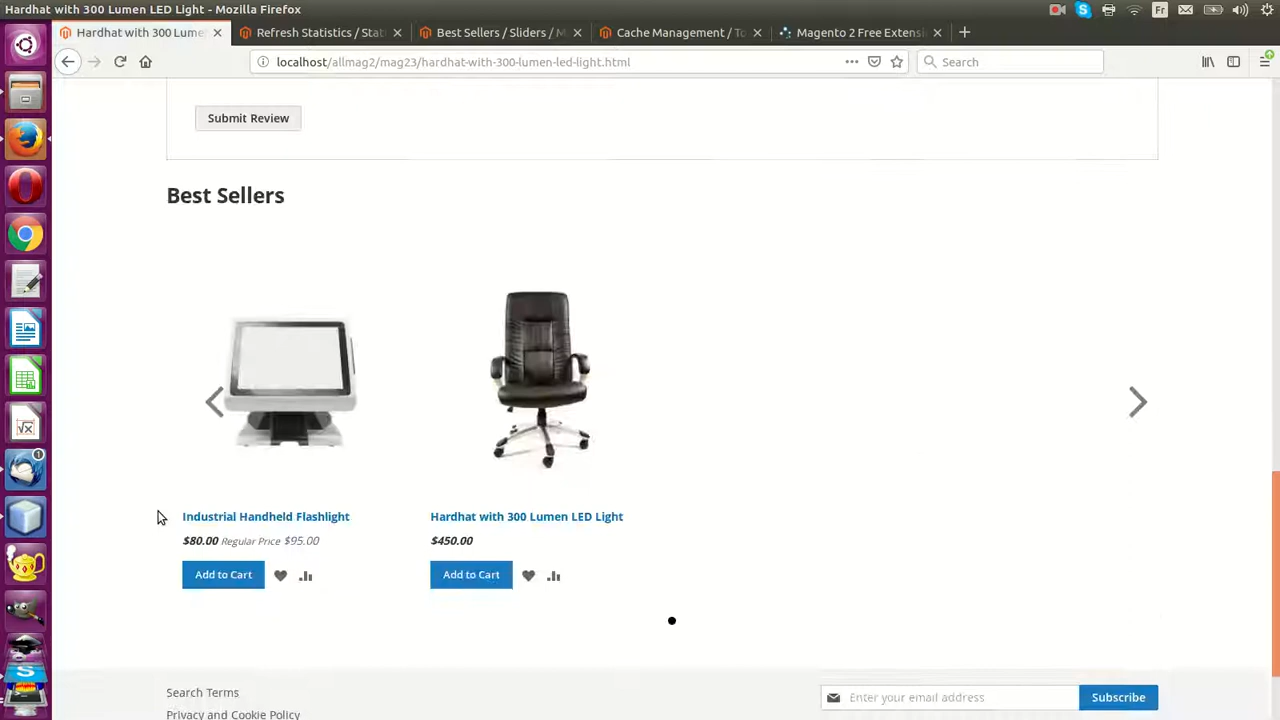 Hardhat with 300 Lumen LED Light - Mozilla Firefox
Fr
Hardhat with 300 Lume
Refresh Statistics / Stat
Best Sellers / Sliders / M
Cache Management / To
Magento 2 Free Extensi
localhost/allmag2/mag23/hardhat-with-300-lumen-led-light.html
Search
Submit Review
Best Sellers
Industrial Handheld Flashlight
Hardhat with 300 Lumen LED Light
$80.00 Regular Price $95.00
$450.00
Add to Cart
Add to Cart
Search Terms
Enter your email address
Subscribe
Privacy and Cookie Policy